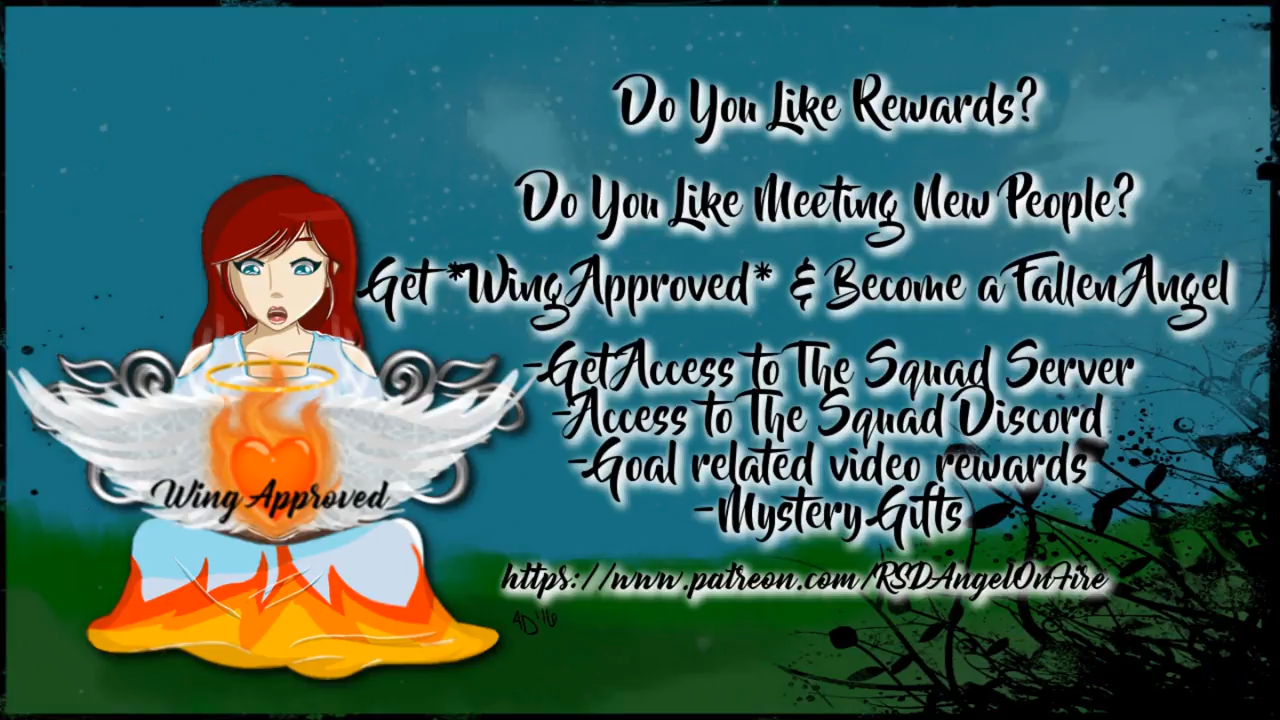 Do You Like Rewards?
Do You Like Meeting New People?
Get *WingApproved* & Become a FallenAngel
-GetAccess to The Squad Server
-Access to The Squad Discord
-Goal related video rewards
-Mystery Gifts
Wing Approved
https://www.patreon.com/RSDAngelOnFire